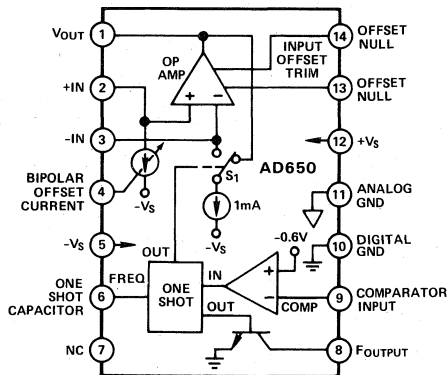 VOUT 1
+IN 2
-IN 3
BIPOLAR OFFSET CURRENT 4
-VS 5
ONE SHOT CAPACITOR 6
NC 7
14 OFFSET NULL
13 OFFSET NULL
12 +VS
11 ANALOG GND
10 DIGITAL GND
9 COMPARATOR INPUT
8 FOUTPUT
OP AMP
+ -
INPUT OFFSET TRIM
AD650
S1
1mA
-VS
-VS
-0.6V
OUT
FREQ
ONE SHOT
IN
OUT
+
-
COMP